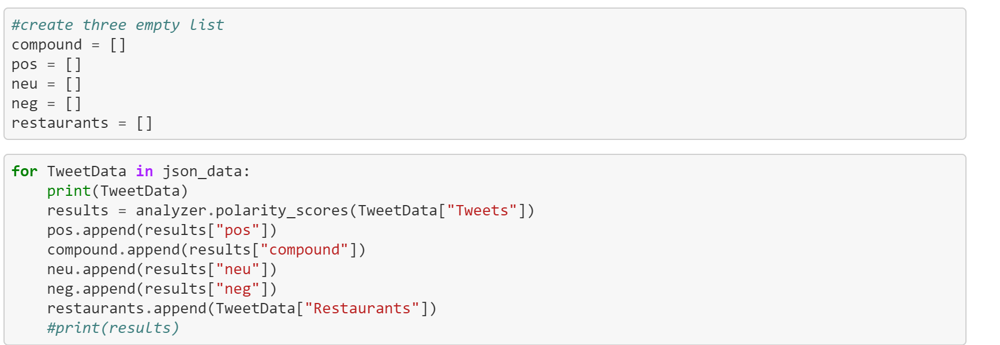 #create three empty list
compound = []
pos = []
neu = []
neg = []
restaurants = []
for TweetData in json_data:
    print(TweetData)
    results = analyzer.polarity_scores(TweetData["Tweets"])
    pos.append(results["pos"])
    compound.append(results["compound"])
    neu.append(results["neu"])
    neg.append(results["neg"])
    restaurants.append(TweetData["Restaurants"])
    #print(results)